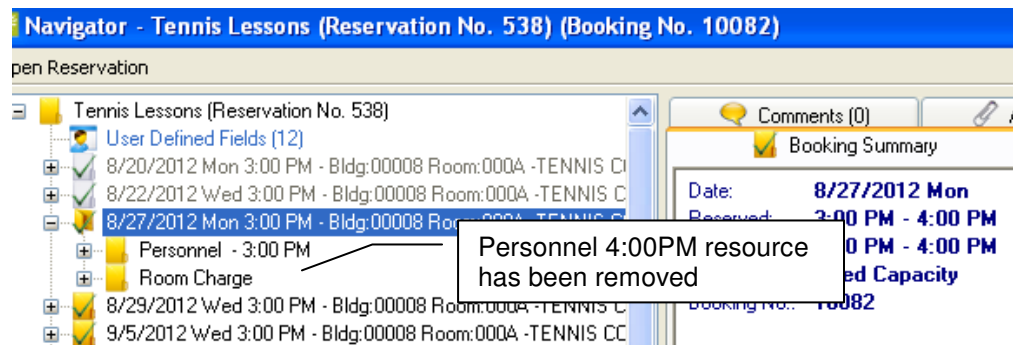 Navigator - Tennis Lessons (Reservation No. 538) (Booking No. 10082)
pen Reservation
Tennis Lessons (Reservation No. 538)
User Defined Fields (12)
8/20/2012 Mon 3:00 PM - Bldg:00008 Room:000A -TENNIS
8/22/2012 Wed 3:00 PM - Bldg:00008 Room:000A -TENNIS C
8/27/2012 Mon 3:00 PM - Bldg:00008 Room:000A -TENNIS
Personnel - 3:00 PM
Room Charge
8/29/2012 Wed 3:00 PM - Bldg:00008 Room:000A -TENNIS C
9/5/2012 Wed 3:00 PM - Bldg:00008 Room:000A -TENNIS CC
Personnel 4:00PM resource
has been removed
Comments (0)
Booking Summary
Date: 8/27/2012 Mon
Reserved: 3:00 PM - 4:00 PM
0 PM - 4:00 PM
ed Capacity
Booking No.: 10082